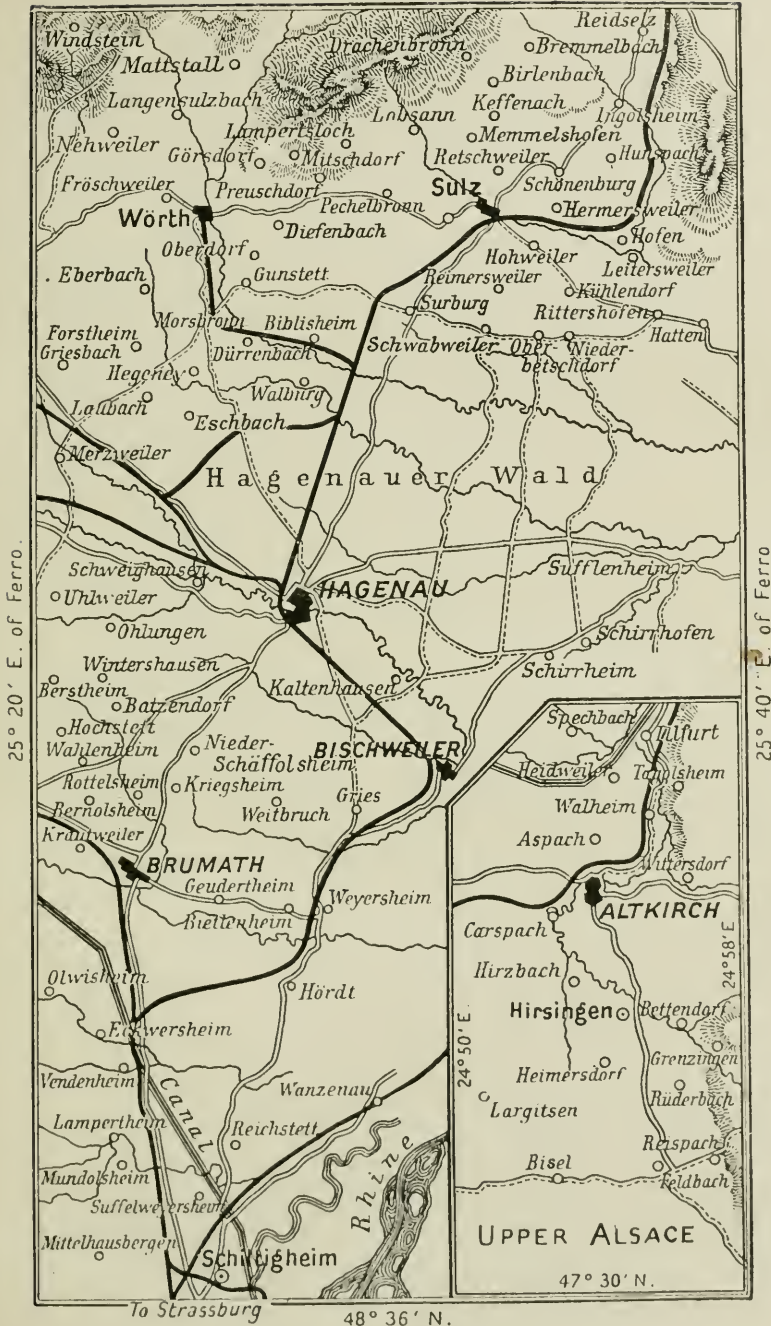 Windstein
Mattstall
Langensulzbach
Nehweiler
Görsdorf
Lampertsloch
Mitschdorf
Fröschweiler
Preuschdorf
Wörth
Drachenbronn
Lobsann
Reidselz
Bremmelbach
Birlenbach
Keffenach
Ingolsheim
Memmelshofen
Hunspach
Retschweiler
Schönenburg
Sulz
Pechelbronn
Hermersweiler
Diefenbach
Hofen
Oberdorf
Hohweiler
Leitersweiler
Eberbach
Gunstett
Reimersweiler
Kühlendorf
Surburg
Rittershofen
Morsbronn
Biblisheim
Hatten
Forstheim
Griesbach
Dürrenbach
Schwabweiler
Ober-
Nieder-
betschdorf
Hegeney
Walburg
Laubach
Eschbach
Merzweiler
Hagenauer Wald
Schweighausen
HAGENAU
Sufflenheim
Uhlweiler
Ohlungen
Schirrhofen
Schirrheim
Wintershausen
Berstheim
Batzendorf
Kaltenhausen
Hochstett
Wahlenheim
Nieder-
Schäffolsheim
BISCHWEILER
Rottelsheim
Kriegsheim
Gries
Bernolsheim
Weitbruch
Krautweiler
BRUMATH
Geudertheim
Weyersheim
Bietlenheim
Olwisheim
Hördt
Eckwersheim
Vendenheim
Canal
Wanzenau
Lampertheim
Reichstett
Mundolsheim
Rhine
Suffelweyersheim
Mittelhausbergen
Schiltigheim
To Strassburg
48° 36' N.
25° 20' E. of Ferro.
25° 40' E. of Ferro
Spechbach
Illfurt
Heidweiler
Tagolsheim
Walheim
Aspach
Wittersdorf
ALTKIRCH
Carspach
Hirzbach
24° 58' E
Hirsingen
Bettendorf
24° 50' E.
Heimersdorf
Grenzingen
Rüderbach
Largitsen
Bisel
Reispach
Feldbach
UPPER ALSACE
47° 30' N.